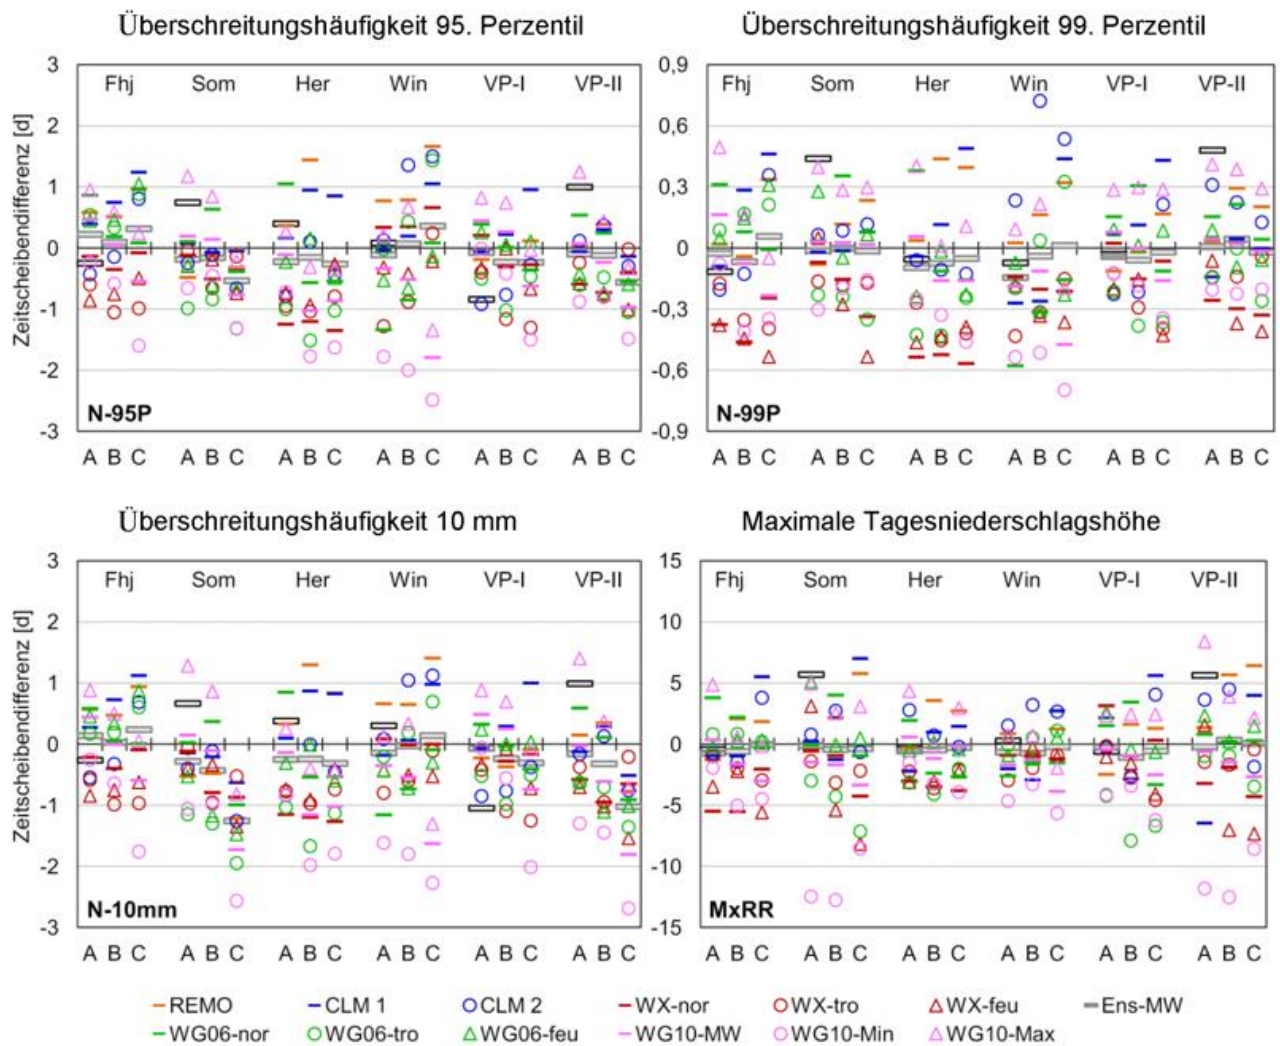 Überschreitungshäufigkeit 95. Perzentil
Zeitscheibendifferenz [d]
3
2
1
0
-1
-2
-3
Fhj Som Her Win VP-I VP-II
N-95P
A B C A B C A B C A B C A B C A B C
Überschreitungshäufigkeit 99. Perzentil
0,9
0,6
0,3
0
-0,3
-0,6
-0,9
Fhj Som Her Win VP-I VP-II
N-99P
A B C A B C A B C A B C A B C A B C
Überschreitungshäufigkeit 10 mm
Zeitscheibendifferenz [d]
3
2
1
0
-1
-2
-3
Fhj Som Her Win VP-I VP-II
N-10mm
A B C A B C A B C A B C A B C A B C
Maximale Tagesniederschlagshöhe
15
10
5
0
-5
-10
-15
Fhj Som Her Win VP-I VP-II
MxRR
A B C A B C A B C A B C A B C A B C
REMO CLM 1 CLM 2 WX-nor WX-tro WX-feu Ens-MW
WG06-nor WG06-tro WG06-feu WG10-MW WG10-Min WG10-Max